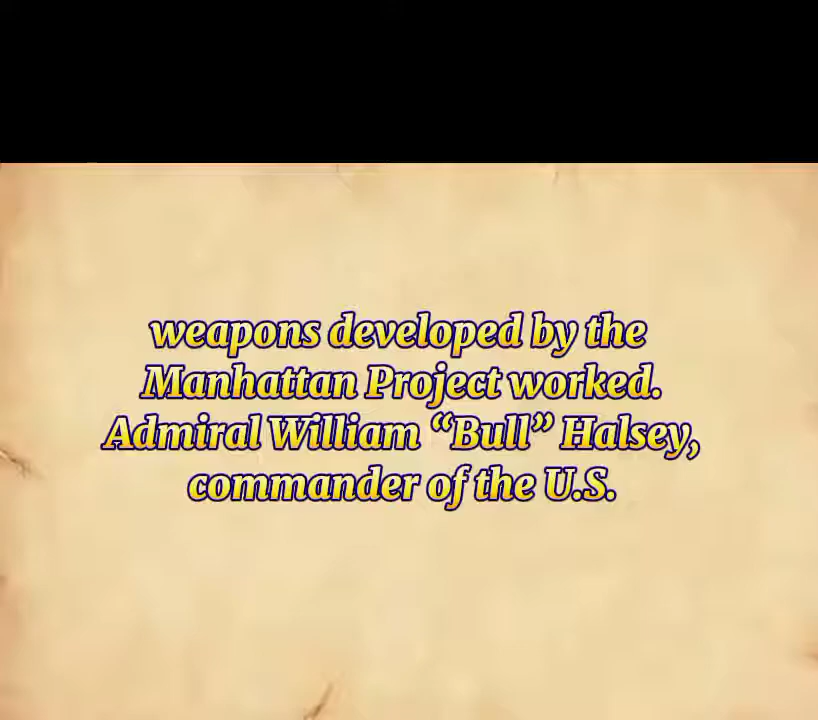 weapons developed by the
Manhattan Project worked.
Admiral William “Bull” Halsey,
commander of the U.S.